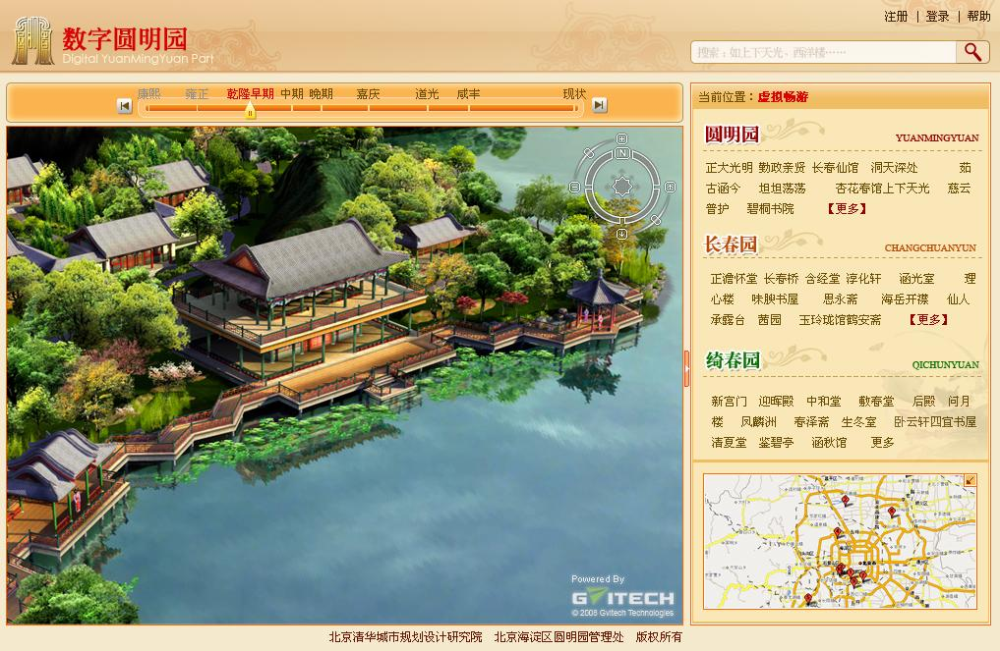 注册 | 登录 | 帮助
数字圆明园
Digital YuanMingYuan Part
搜索：如上下天光、西洋楼……
康熙 雍正 乾隆早期 中期 晚期 嘉庆 道光 咸丰 现状
N
当前位置：虚拟畅游
圆明园 YUANMINGYUAN
正大光明 勤政亲贤 长春仙馆 洞天深处 茹
古涵今 坦坦荡荡 杏花春馆上下天光 慈云
普护 碧桐书院 【更多】
长春园 CHANGCHUANYUN
正谵怀堂 长春桥 含经堂 淳化轩 涵光室 理
心楼 味腴书屋 思永斋 海岳开襟 仙人
承露台 茜园 玉玲珑馆鹤安斋 【更多】
绮春园 QICHUNYUAN
新宫门 迎晖殿 中和堂 敷春堂 后殿 问月
楼 凤麟洲 春泽斋 生冬室 卧云轩四宜书屋
清夏堂 鉴碧亭 涵秋馆 更多
Powered By
GVITECH
© 2008 Gvitech Technologies
北京清华城市规划设计研究院 北京海淀区圆明园管理处 版权所有